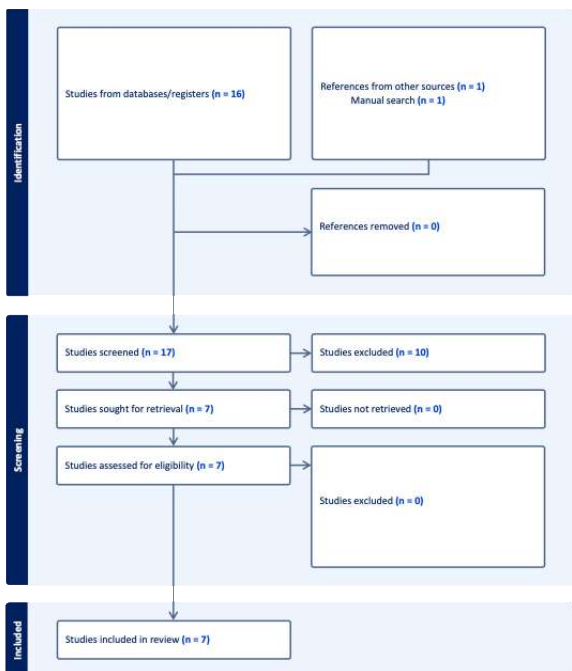 Identification
Studies from databases/registers (n = 16)
References from other sources (n = 1)
Manual search (n = 1)
References removed (n = 0)
Screening
Studies screened (n = 17)
Studies excluded (n = 10)
Studies sought for retrieval (n = 7)
Studies not retrieved (n = 0)
Studies assessed for eligibility (n = 7)
Studies excluded (n = 0)
Included
Studies included in review (n = 7)